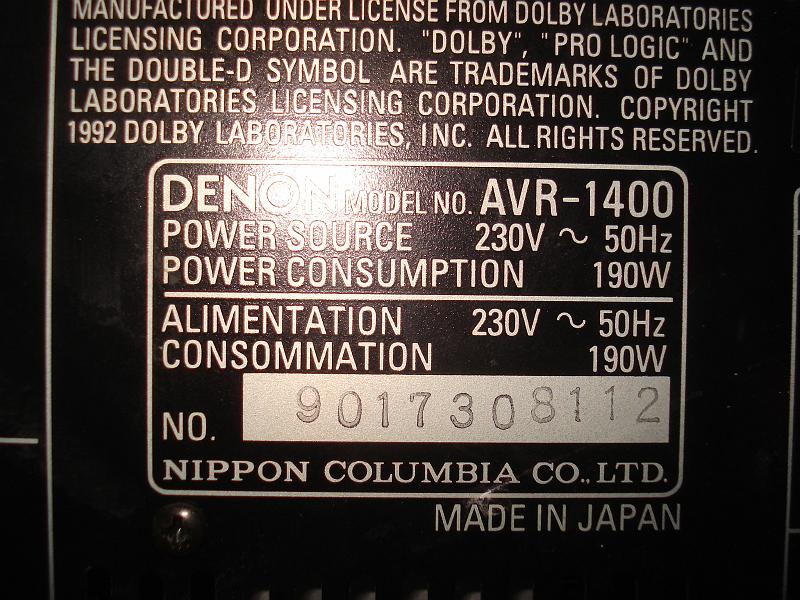 MANUFACTURED UNDER LICENSE FROM DOLBY LABORATORIES
LICENSING CORPORATION. "DOLBY", "PRO LOGIC" AND
THE DOUBLE-D SYMBOL ARE TRADEMARKS OF DOLBY
LABORATORIES LICENSING CORPORATION. COPYRIGHT
1992 DOLBY LABORATORIES, INC. ALL RIGHTS RESERVED.
DENON MODEL NO. AVR-1400
POWER SOURCE 230V ~ 50Hz
POWER CONSUMPTION 190W
ALIMENTATION 230V ~ 50Hz
CONSOMMATION 190W
NO. 9017308112
NIPPON COLUMBIA CO., LTD.
MADE IN JAPAN